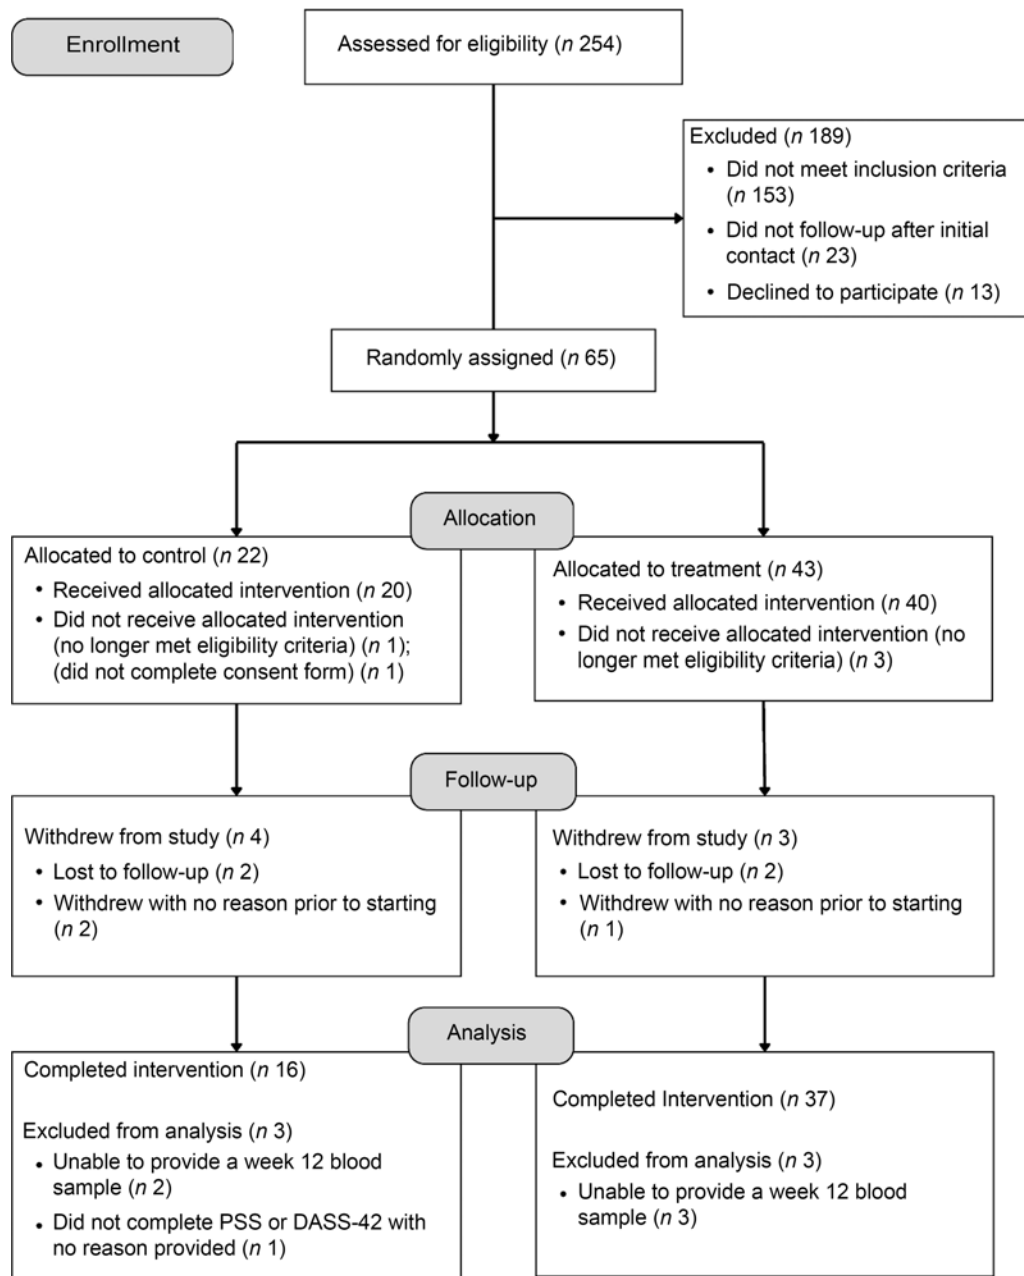 Enrollment
Assessed for eligibility (n 254)
Excluded (n 189)
• Did not meet inclusion criteria
(n 153)
• Did not follow-up after initial
contact (n 23)
• Declined to participate (n 13)
Randomly assigned (n 65)
Allocation
Allocated to control (n 22)
• Received allocated intervention (n 20)
• Did not receive allocated intervention
(no longer met eligibility criteria) (n 1);
(did not complete consent form) (n 1)
Allocated to treatment (n 43)
• Received allocated intervention (n 40)
• Did not receive allocated intervention (no
longer met eligibility criteria) (n 3)
Follow-up
Withdrew from study (n 4)
• Lost to follow-up (n 2)
• Withdrew with no reason prior to starting
(n 2)
Withdrew from study (n 3)
• Lost to follow-up (n 2)
• Withdrew with no reason prior to starting
(n 1)
Analysis
Completed intervention (n 16)
Excluded from analysis (n 3)
• Unable to provide a week 12 blood
sample (n 2)
• Did not complete PSS or DASS-42 with
no reason provided (n 1)
Completed Intervention (n 37)
Excluded from analysis (n 3)
• Unable to provide a week 12 blood
sample (n 3)